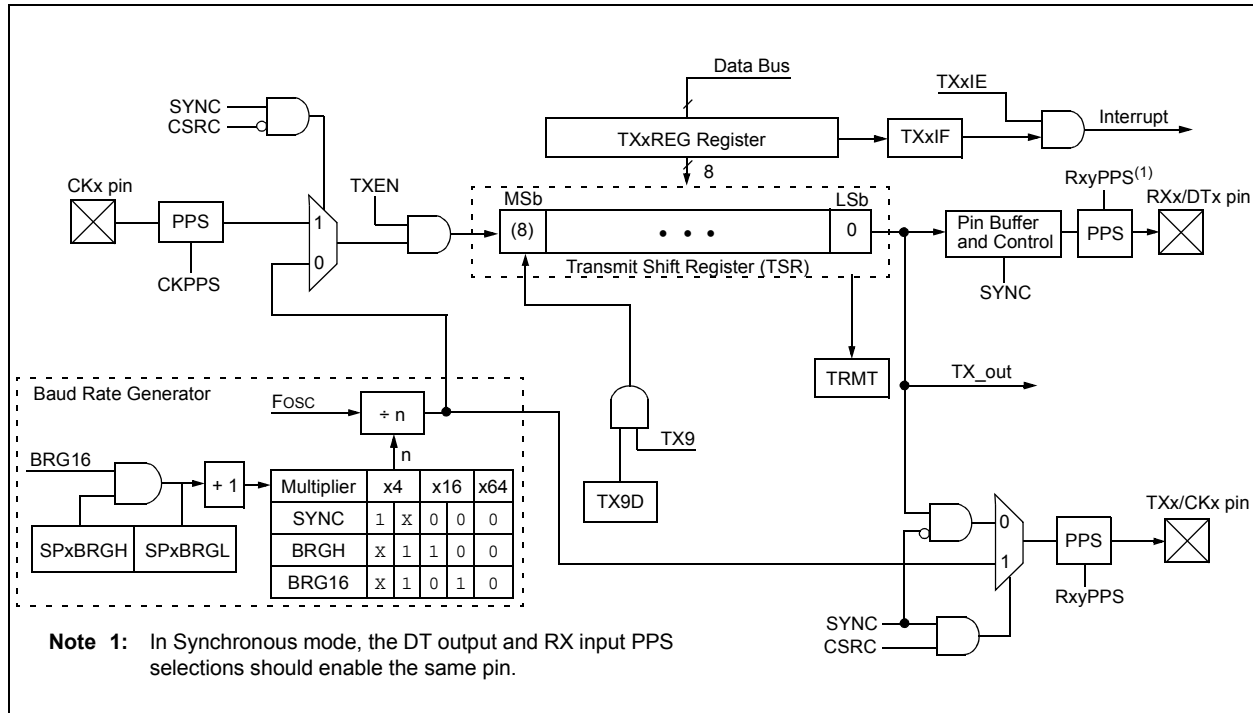 Data Bus
TXxIE
SYNC
CSRC
Interrupt
TXxREG Register
TXxIF
8
RxyPPS(1)
CKx pin
TXEN
MSb
LSb
RXx/DTx pin
PPS
1
(8)
• • •
0
Pin Buffer
and Control
PPS
0
Transmit Shift Register (TSR)
CKPPS
SYNC
TRMT
TX_out
Baud Rate Generator
FOSC
÷ n
TX9
n
BRG16
+ 1
Multiplier x4 x16 x64
TX9D
TXx/CKx pin
SYNC 1 X 0 0 0
0
SPxBRGH SPxBRGL
BRGH X 1 1 0 0
PPS
1
BRG16 X 1 0 1 0
RxyPPS
SYNC
CSRC
Note 1: In Synchronous mode, the DT output and RX input PPS
selections should enable the same pin.